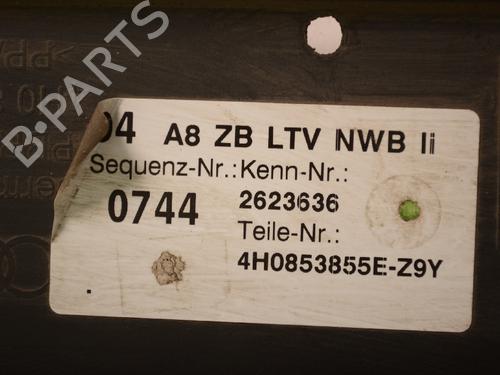 B-PARTS
04 A8 ZB LTV NWB li
Sequenz-Nr.: Kenn-Nr.:
0744 2623636
Teile-Nr.:
4H0853855E-Z9Y